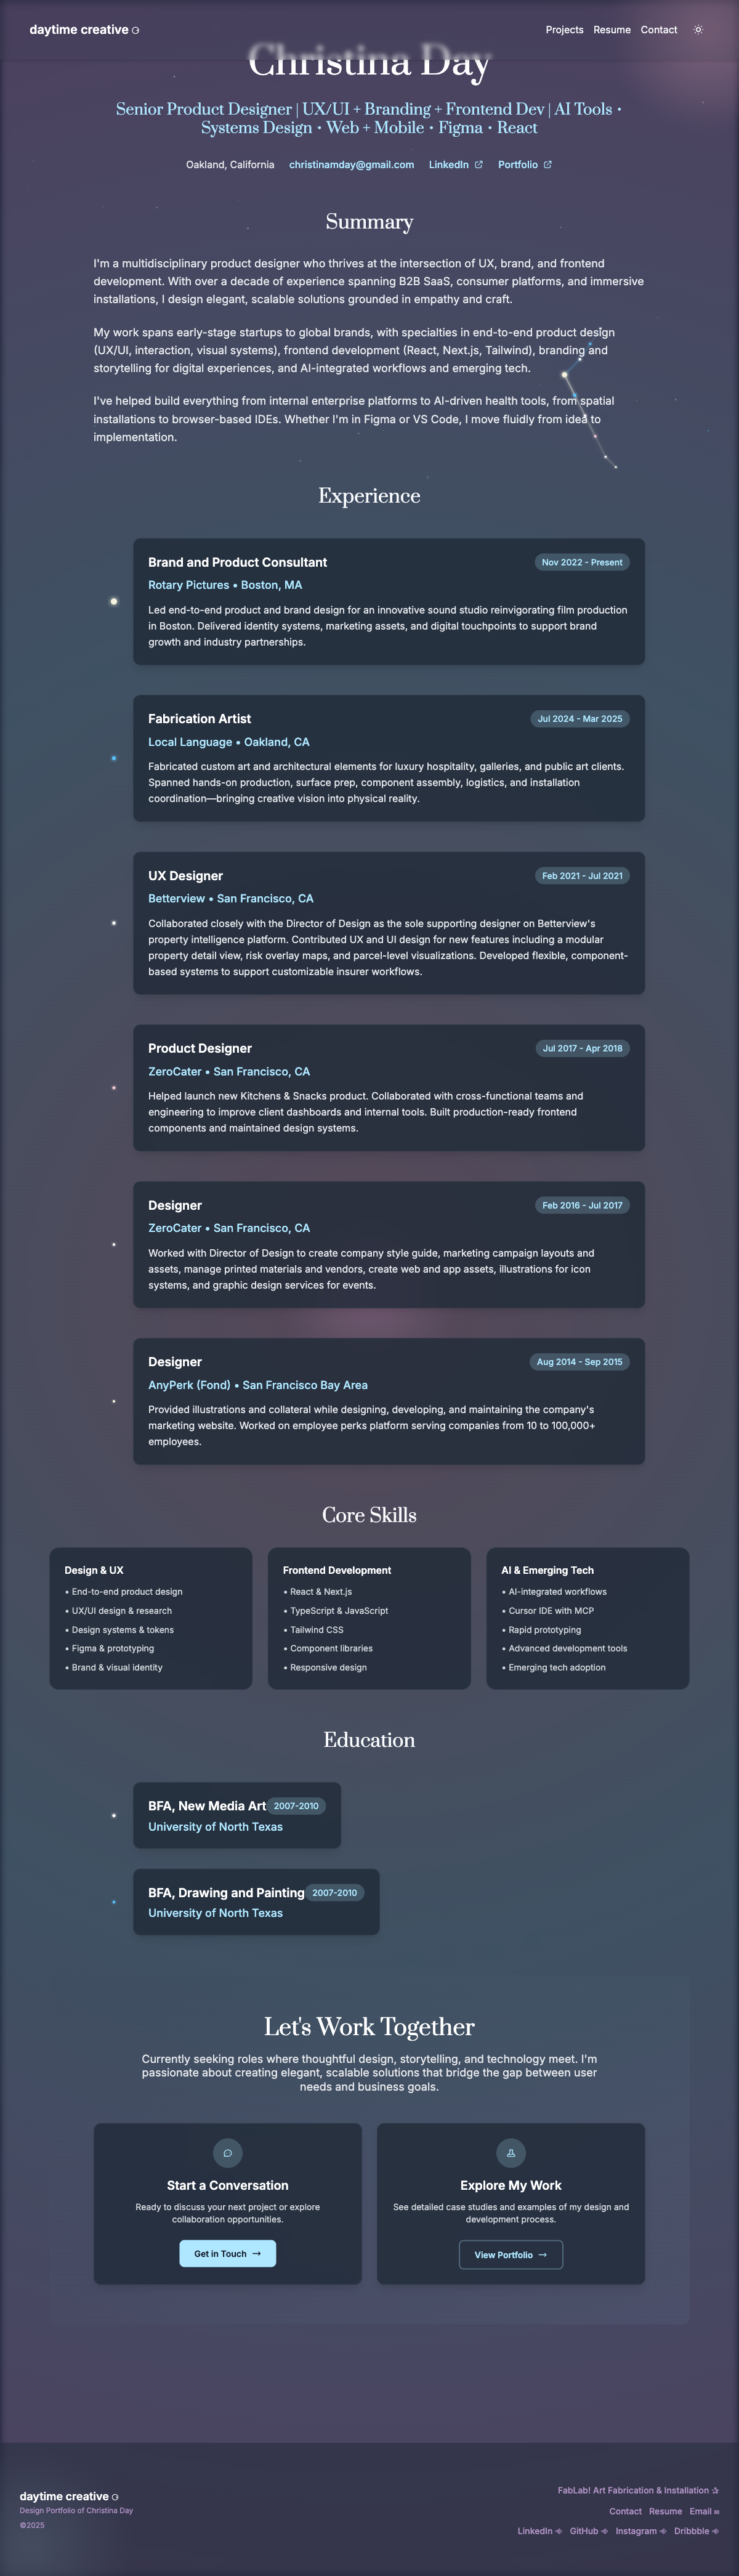 daytime creative
Projects Resume Contact
Christina Day
Senior Product Designer | UX/UI + Branding + Frontend Dev | AI Tools •
Systems Design • Web + Mobile • Figma • React
Oakland, California christinamday@gmail.com LinkedIn Portfolio
Summary
I'm a multidisciplinary product designer who thrives at the intersection of UX, brand, and frontend
development. With over a decade of experience spanning B2B SaaS, consumer platforms, and immersive
installations, I design elegant, scalable solutions grounded in empathy and craft.
My work spans early-stage startups to global brands, with specialties in end-to-end product design
(UX/UI, interaction, visual systems), frontend development (React, Next.js, Tailwind), branding and
storytelling for digital experiences, and AI-integrated workflows and emerging tech.
I've helped build everything from internal enterprise platforms to AI-driven health tools, from spatial
installations to browser-based IDEs. Whether I'm in Figma or VS Code, I move fluidly from idea to
implementation.
Experience
Brand and Product Consultant
Nov 2022 - Present
Rotary Pictures • Boston, MA
Led end-to-end product and brand design for an innovative sound studio reinvigorating film production
in Boston. Delivered identity systems, marketing assets, and digital touchpoints to support brand
growth and industry partnerships.
Fabrication Artist
Jul 2024 - Mar 2025
Local Language • Oakland, CA
Fabricated custom art and architectural elements for luxury hospitality, galleries, and public art clients.
Spanned hands-on production, surface prep, component assembly, logistics, and installation
coordination—bringing creative vision into physical reality.
UX Designer
Feb 2021 - Jul 2021
Betterview • San Francisco, CA
Collaborated closely with the Director of Design as the sole supporting designer on Betterview's
property intelligence platform. Contributed UX and UI design for new features including a modular
property detail view, risk overlay maps, and parcel-level visualizations. Developed flexible, component-
based systems to support customizable insurer workflows.
Product Designer
Jul 2017 - Apr 2018
ZeroCater • San Francisco, CA
Helped launch new Kitchens & Snacks product. Collaborated with cross-functional teams and
engineering to improve client dashboards and internal tools. Built production-ready frontend
components and maintained design systems.
Designer
Feb 2016 - Jul 2017
ZeroCater • San Francisco, CA
Worked with Director of Design to create company style guide, marketing campaign layouts and
assets, manage printed materials and vendors, create web and app assets, illustrations for icon
systems, and graphic design services for events.
Designer
Aug 2014 - Sep 2015
AnyPerk (Fond) • San Francisco Bay Area
Provided illustrations and collateral while designing, developing, and maintaining the company's
marketing website. Worked on employee perks platform serving companies from 10 to 100,000+
employees.
Core Skills
Design & UX
• End-to-end product design
• UX/UI design & research
• Design systems & tokens
• Figma & prototyping
• Brand & visual identity
Frontend Development
• React & Next.js
• TypeScript & JavaScript
• Tailwind CSS
• Component libraries
• Responsive design
AI & Emerging Tech
• AI-integrated workflows
• Cursor IDE with MCP
• Rapid prototyping
• Advanced development tools
• Emerging tech adoption
Education
BFA, New Media Art 2007-2010
University of North Texas
BFA, Drawing and Painting 2007-2010
University of North Texas
Let's Work Together
Currently seeking roles where thoughtful design, storytelling, and technology meet. I'm
passionate about creating elegant, scalable solutions that bridge the gap between user
needs and business goals.
Start a Conversation
Ready to discuss your next project or explore
collaboration opportunities.
Get in Touch →
Explore My Work
See detailed case studies and examples of my design and
development process.
View Portfolio →
daytime creative
Design Portfolio of Christina Day
©2025
FabLab! Art Fabrication & Installation
Contact Resume Email
LinkedIn GitHub Instagram Dribbble